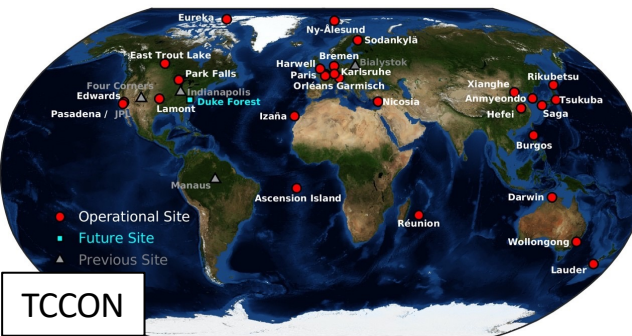 Eureka
Ny-Ålesund
Sodankylä
East Trout Lake
Harwell
Bremen
Bialystok
Paris
Karlsruhe
Park Falls
Orléans Garmisch
Four Corners
Indianapolis
Edwards
Duke Forest
Lamont
Pasadena / JPL
Nicosia
Izaña
Xianghe
Rikubetsu
Anmyeondo
Tsukuba
Hefei
Saga
Burgos
Manaus
Ascension Island
Darwin
Réunion
Wollongong
Lauder
Operational Site
Future Site
Previous Site
TCCON